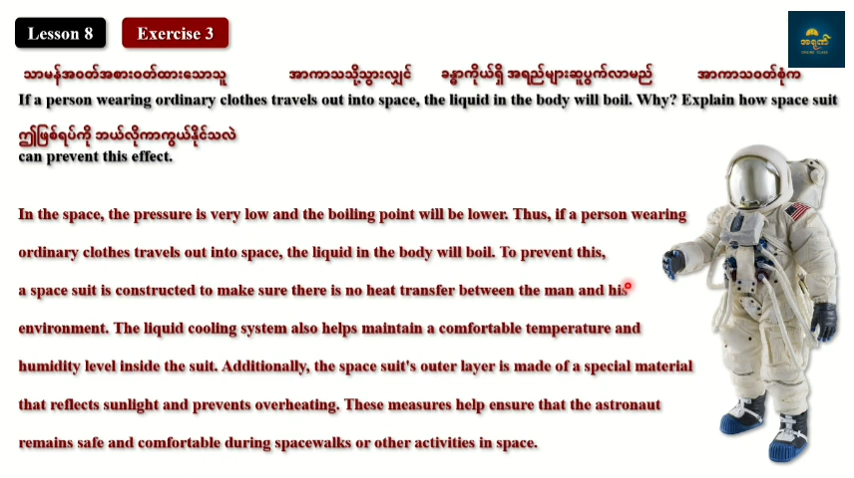 Lesson 8
Exercise 3
အာရုဏ်
သာမန်အဝတ်အစားဝတ်ထားသောသူ အာကာသသို့သွားလျှင် ခန္ဓာကိုယ်ရှိ အရည်များဆူပွက်လာမည် အာကာသဝတ်စုံက
If a person wearing ordinary clothes travels out into space, the liquid in the body will boil. Why? Explain how space suit
ဤဖြစ်ရပ်ကို ဘယ်လိုကာကွယ်နိုင်သလဲ
can prevent this effect.
In the space, the pressure is very low and the boiling point will be lower. Thus, if a person wearing
ordinary clothes travels out into space, the liquid in the body will boil. To prevent this,
a space suit is constructed to make sure there is no heat transfer between the man and his
environment. The liquid cooling system also helps maintain a comfortable temperature and
humidity level inside the suit. Additionally, the space suit's outer layer is made of a special material
that reflects sunlight and prevents overheating. These measures help ensure that the astronaut
remains safe and comfortable during spacewalks or other activities in space.